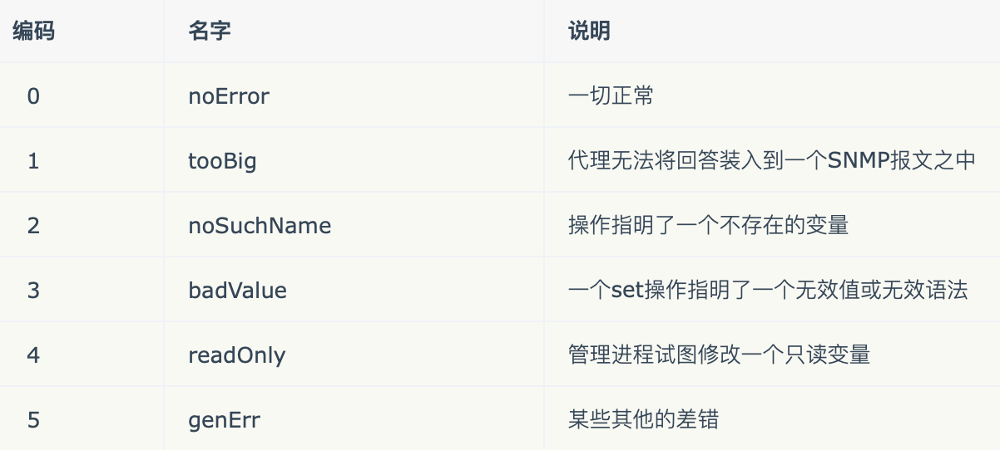 编码 名字 说明
0 noError 一切正常
1 tooBig 代理无法将回答装入到一个SNMP报文之中
2 noSuchName 操作指明了一个不存在的变量
3 badValue 一个set操作指明了一个无效值或无效语法
4 readOnly 管理进程试图修改一个只读变量
5 genErr 某些其他的差错